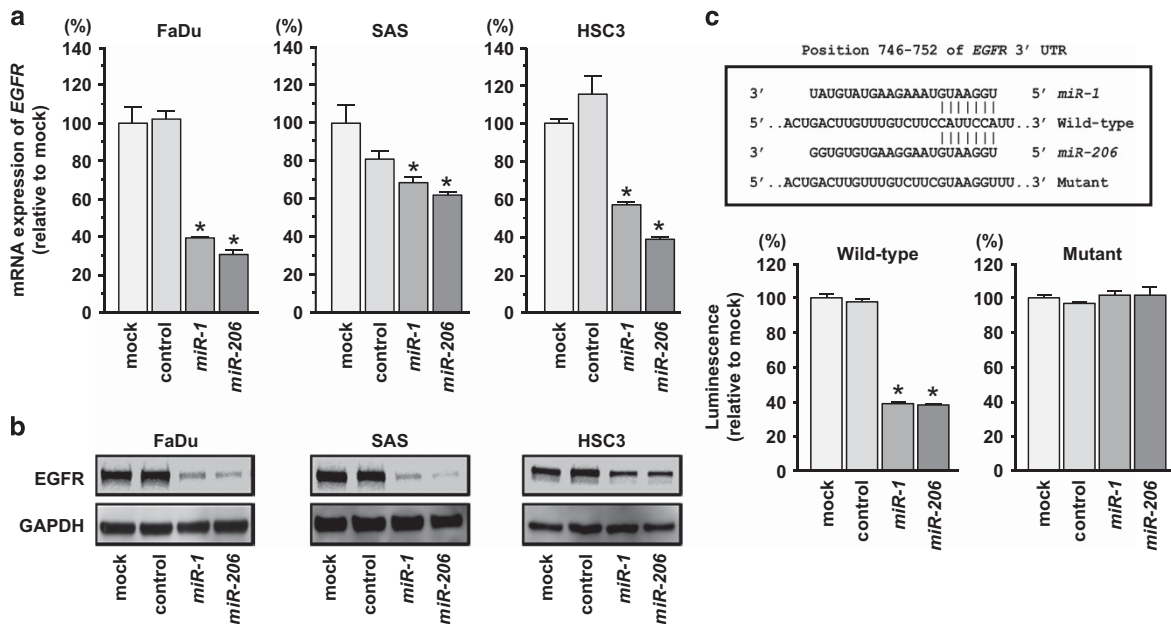 a
mRNA expression of EGFR
(relative to mock)
(%)
FaDu
140
120
100
80
60
40
20
0
mock
control
miR-1
miR-206
*
*
(%)
SAS
140
120
100
80
60
40
20
0
mock
control
miR-1
miR-206
*
*
(%)
HSC3
140
120
100
80
60
40
20
0
mock
control
miR-1
miR-206
*
*
b
FaDu
SAS
HSC3
EGFR
GAPDH
mock
control
miR-1
miR-206
mock
control
miR-1
miR-206
mock
control
miR-1
miR-206
c
Position 746-752 of EGFR 3' UTR
3' UAUGUAUGAAGAAAUGUAAGGU 5' miR-1
5'..ACUGACUUGUUUGUCUUCCAUUCCAUU..3' Wild-type
3' GGUGUGUGAAGGAAUGUAAGGU 5' miR-206
5'..ACUGACUUGUUUGUCUUCGUAAGGUUU..3' Mutant
Luminescence
(relative to mock)
(%)
Wild-type
120
100
80
60
40
20
0
mock
control
miR-1
miR-206
*
*
(%)
Mutant
120
100
80
60
40
20
0
mock
control
miR-1
miR-206